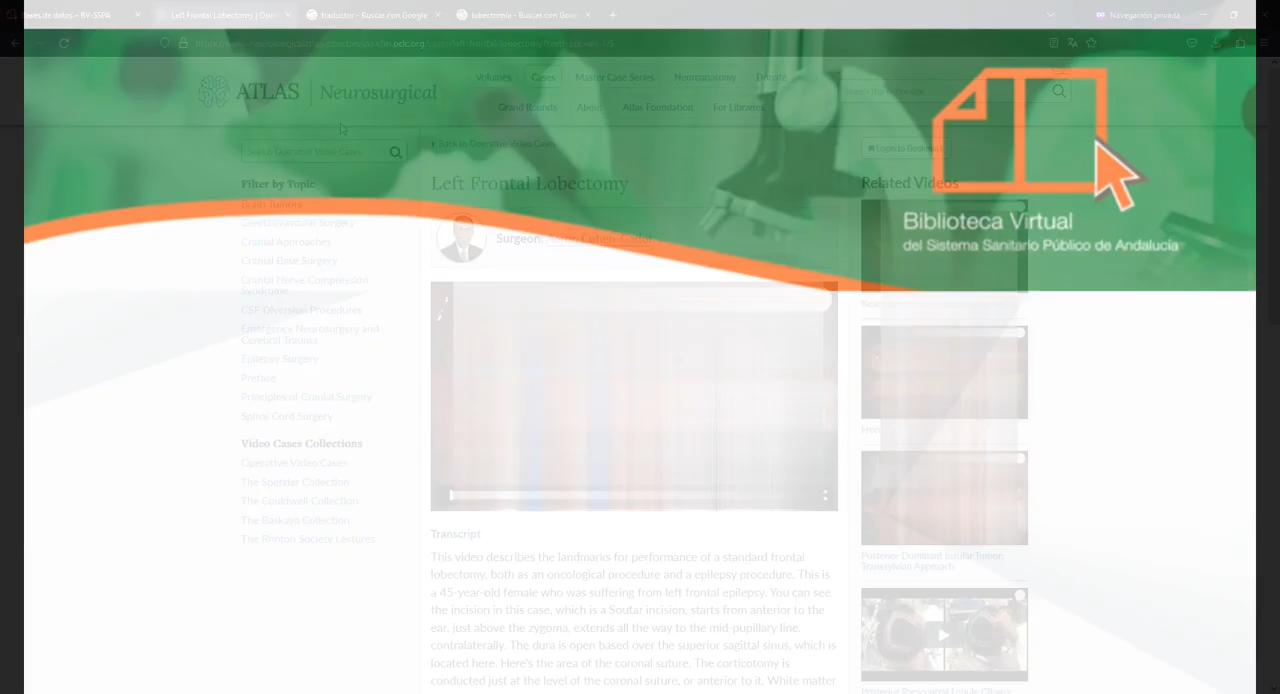 Left Frontal Lobectomy | Oper
traductor - Buscar con Google
lobectomía - Buscar con Goo
Navegación privada
ATLAS | Neurosurgical
Volumes
Cases
Master Case Series
Neuroanatomy
Donate
Grand Rounds
About
Atlas Foundation
For Libraries
Search Operative Video Cases
Back to Operative Video Cases
Login to Bookmark
Filter by Topic
Brain Tumors
Cerebrovascular Surgery
Cranial Approaches
Cranial Base Surgery
Cranial Nerve Compression
Syndrome
CSF Diversion Procedures
Emergency Neurosurgery and
Cerebral Trauma
Epilepsy Surgery
Preface
Principles of Cranial Surgery
Spinal Cord Surgery
Video Cases Collections
Operative Video Cases
The Spetzler Collection
The Couldwell Collection
The Baskaya Collection
The Rhoton Society Lectures
Left Frontal Lobectomy
Surgeon: Aaron Cohen-Gadol
Transcript
This video describes the landmarks for performance of a standard frontal
lobectomy, both as an oncological procedure and a epilepsy procedure. This is
a 45-year-old female who was suffering from left frontal epilepsy. You can see
the incision in this case, which is a Soutar incision, starts from anterior to the
ear, just above the zygoma, extends all the way to the mid-pupillary line,
contralaterally. The dura is open based over the superior sagittal sinus, which is
located here. Here's the area of the coronal suture. The corticotomy is
conducted just at the level of the coronal suture, or anterior to it. White matter
Related Videos
Posterior Dominant Insular Tumor:
Transsylvian Approach
Biblioteca Virtual
del Sistema Sanitario Público de Andalucía